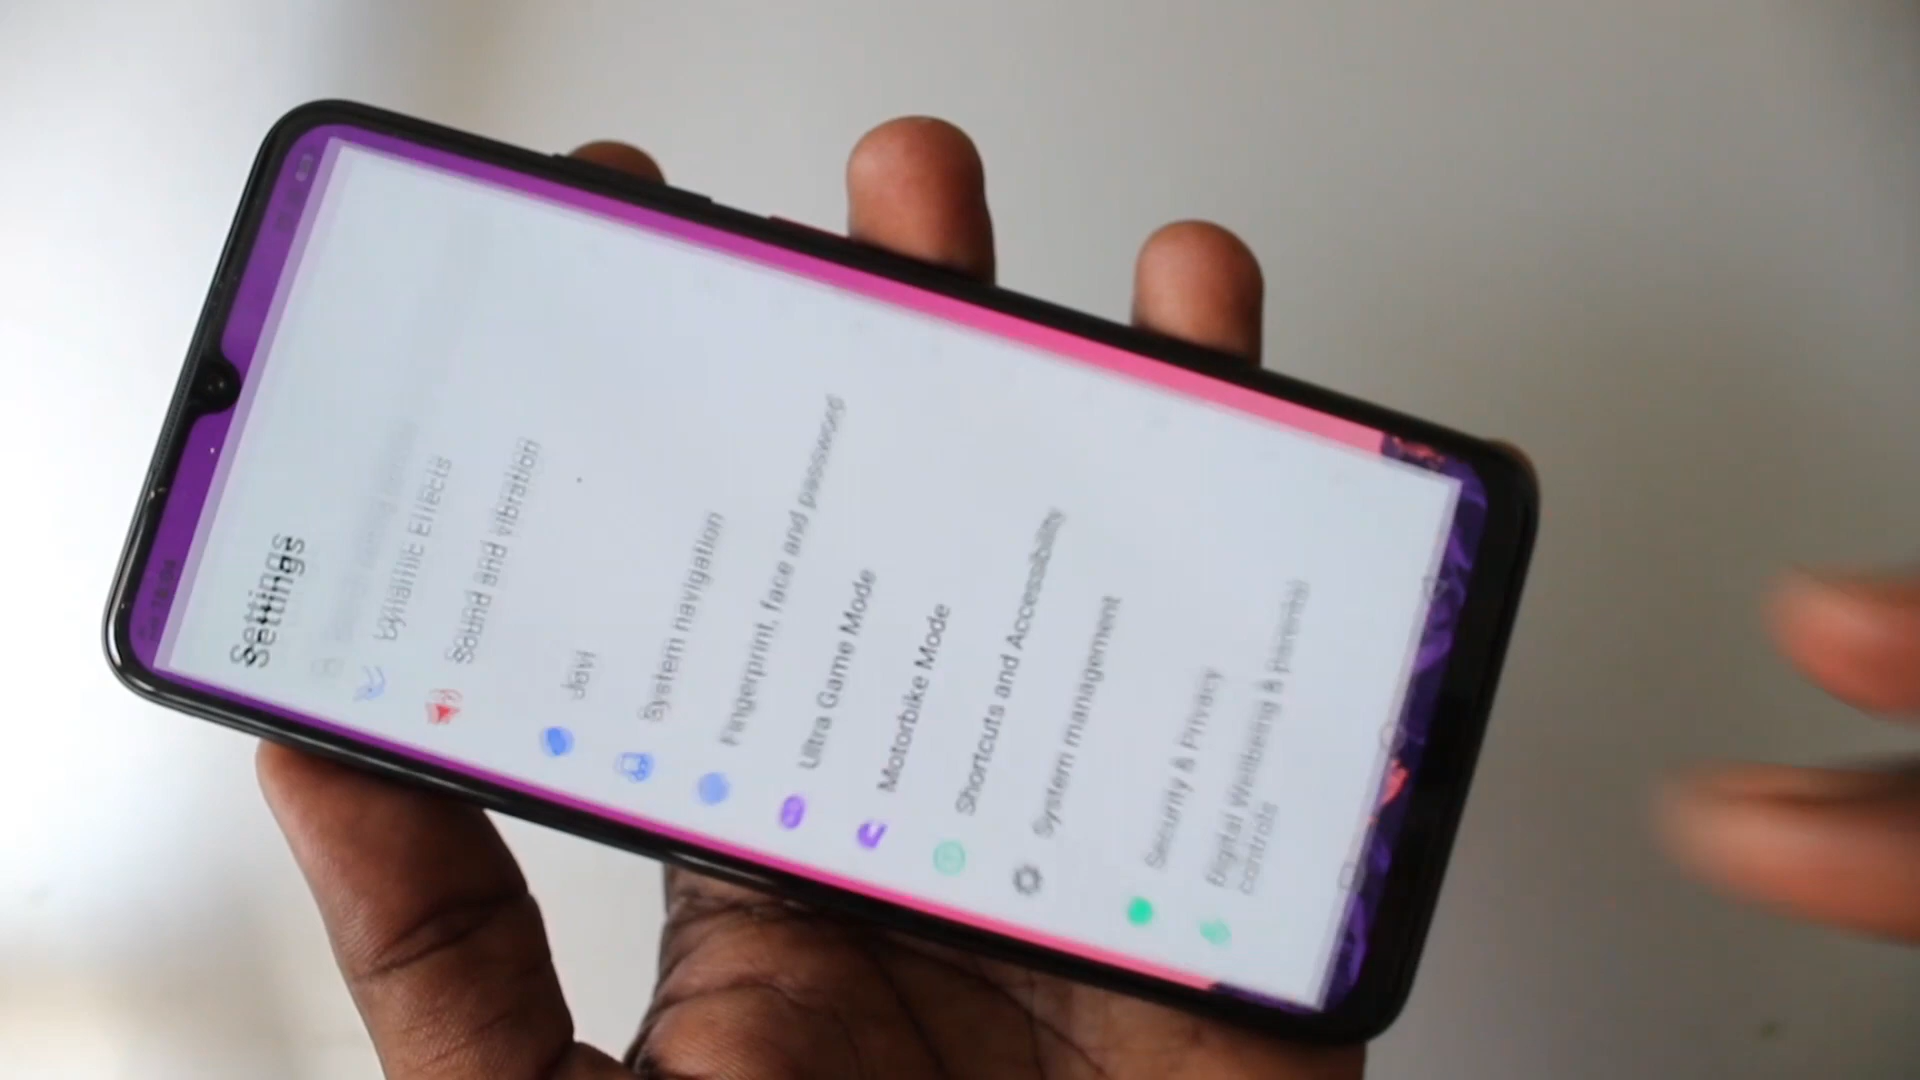 Settings
Dynamic Effects
Sound and vibration
Jovi
System navigation
Fingerprint, face and password
Ultra Game Mode
Motorbike Mode
Shortcuts and Accessibility
System management
Security & Privacy
Digital Wellbeing & parental
controls